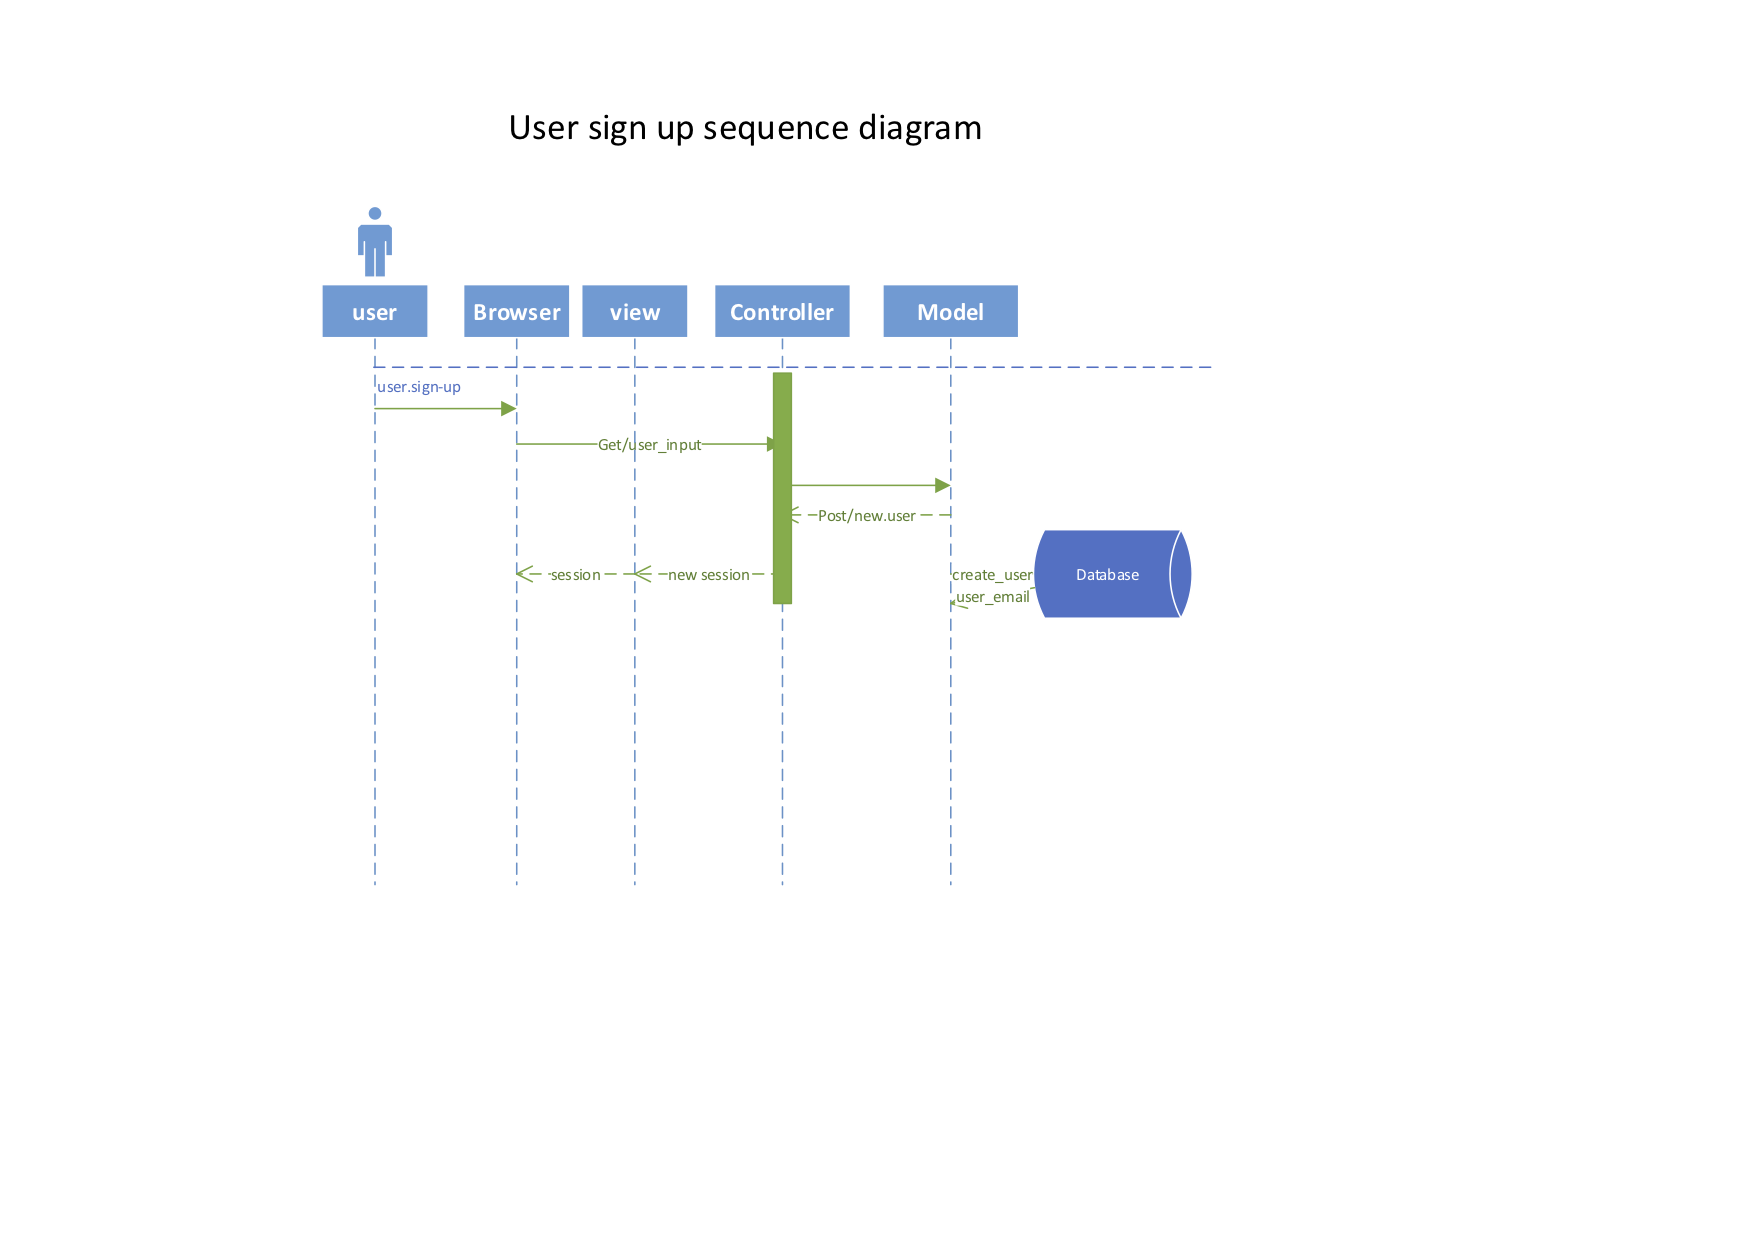 User sign up sequence diagram
user
Browser
view
Controller
Model
user.sign-up
Get/user_input
Post/new.user
session
new session
create_user
Database
user_email